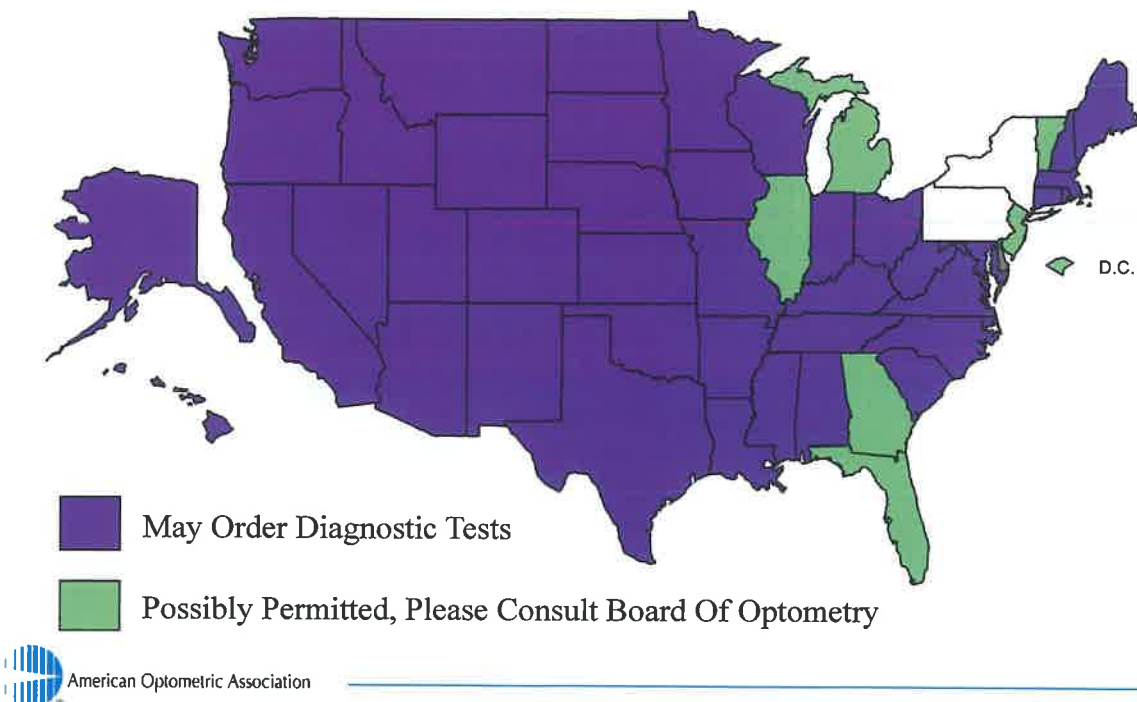 D.C.
May Order Diagnostic Tests
Possibly Permitted, Please Consult Board Of Optometry
American Optometric Association